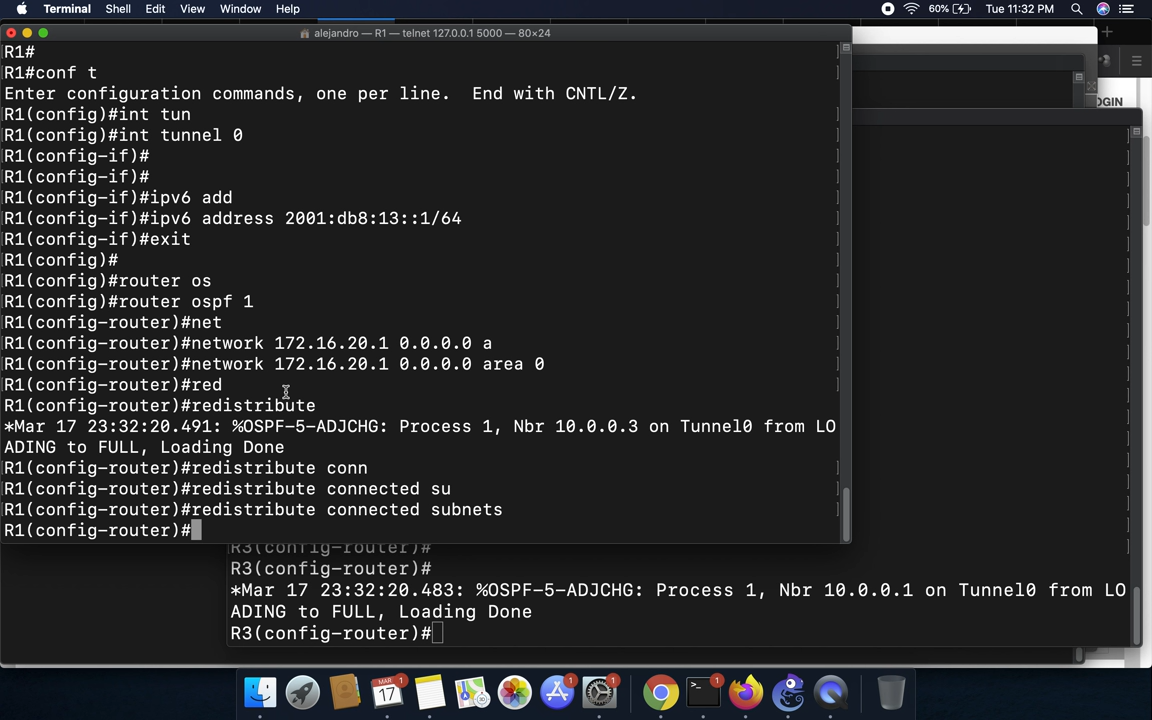 Terminal Shell Edit View Window Help 60% Tue 11:32 PM
alejandro — R1 — telnet 127.0.0.1 5000 — 80×24
R1#
R1#conf t
Enter configuration commands, one per line.  End with CNTL/Z.
R1(config)#int tun
R1(config)#int tunnel 0
R1(config-if)#
R1(config-if)#
R1(config-if)#ipv6 add
R1(config-if)#ipv6 address 2001:db8:13::1/64
R1(config-if)#exit
R1(config)#
R1(config)#router os
R1(config)#router ospf 1
R1(config-router)#net
R1(config-router)#network 172.16.20.1 0.0.0.0 a
R1(config-router)#network 172.16.20.1 0.0.0.0 area 0
R1(config-router)#red
R1(config-router)#redistribute
*Mar 17 23:32:20.491: %OSPF-5-ADJCHG: Process 1, Nbr 10.0.0.3 on Tunnel0 from LO
ADING to FULL, Loading Done
R1(config-router)#redistribute conn
R1(config-router)#redistribute connected su
R1(config-router)#redistribute connected subnets
R1(config-router)#
R3(config-router)#
R3(config-router)#
*Mar 17 23:32:20.483: %OSPF-5-ADJCHG: Process 1, Nbr 10.0.0.1 on Tunnel0 from LO
ADING to FULL, Loading Done
R3(config-router)#
OGIN
MAR 1
17
1
1
1